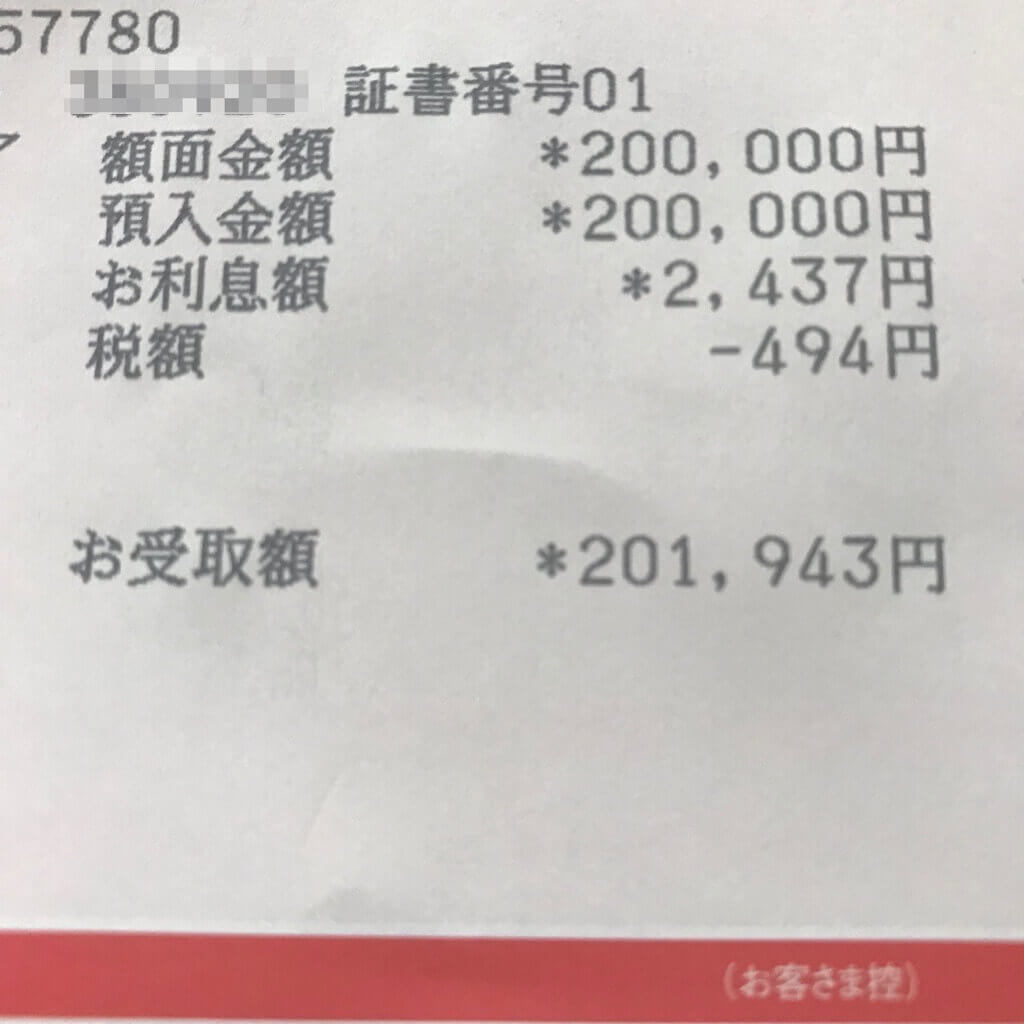 57780
証書番号01
額面金額 *200,000円
預入金額 *200,000円
お利息額 *2,437円
税額 -494円
お受取額 *201,943円
(お客さま控)